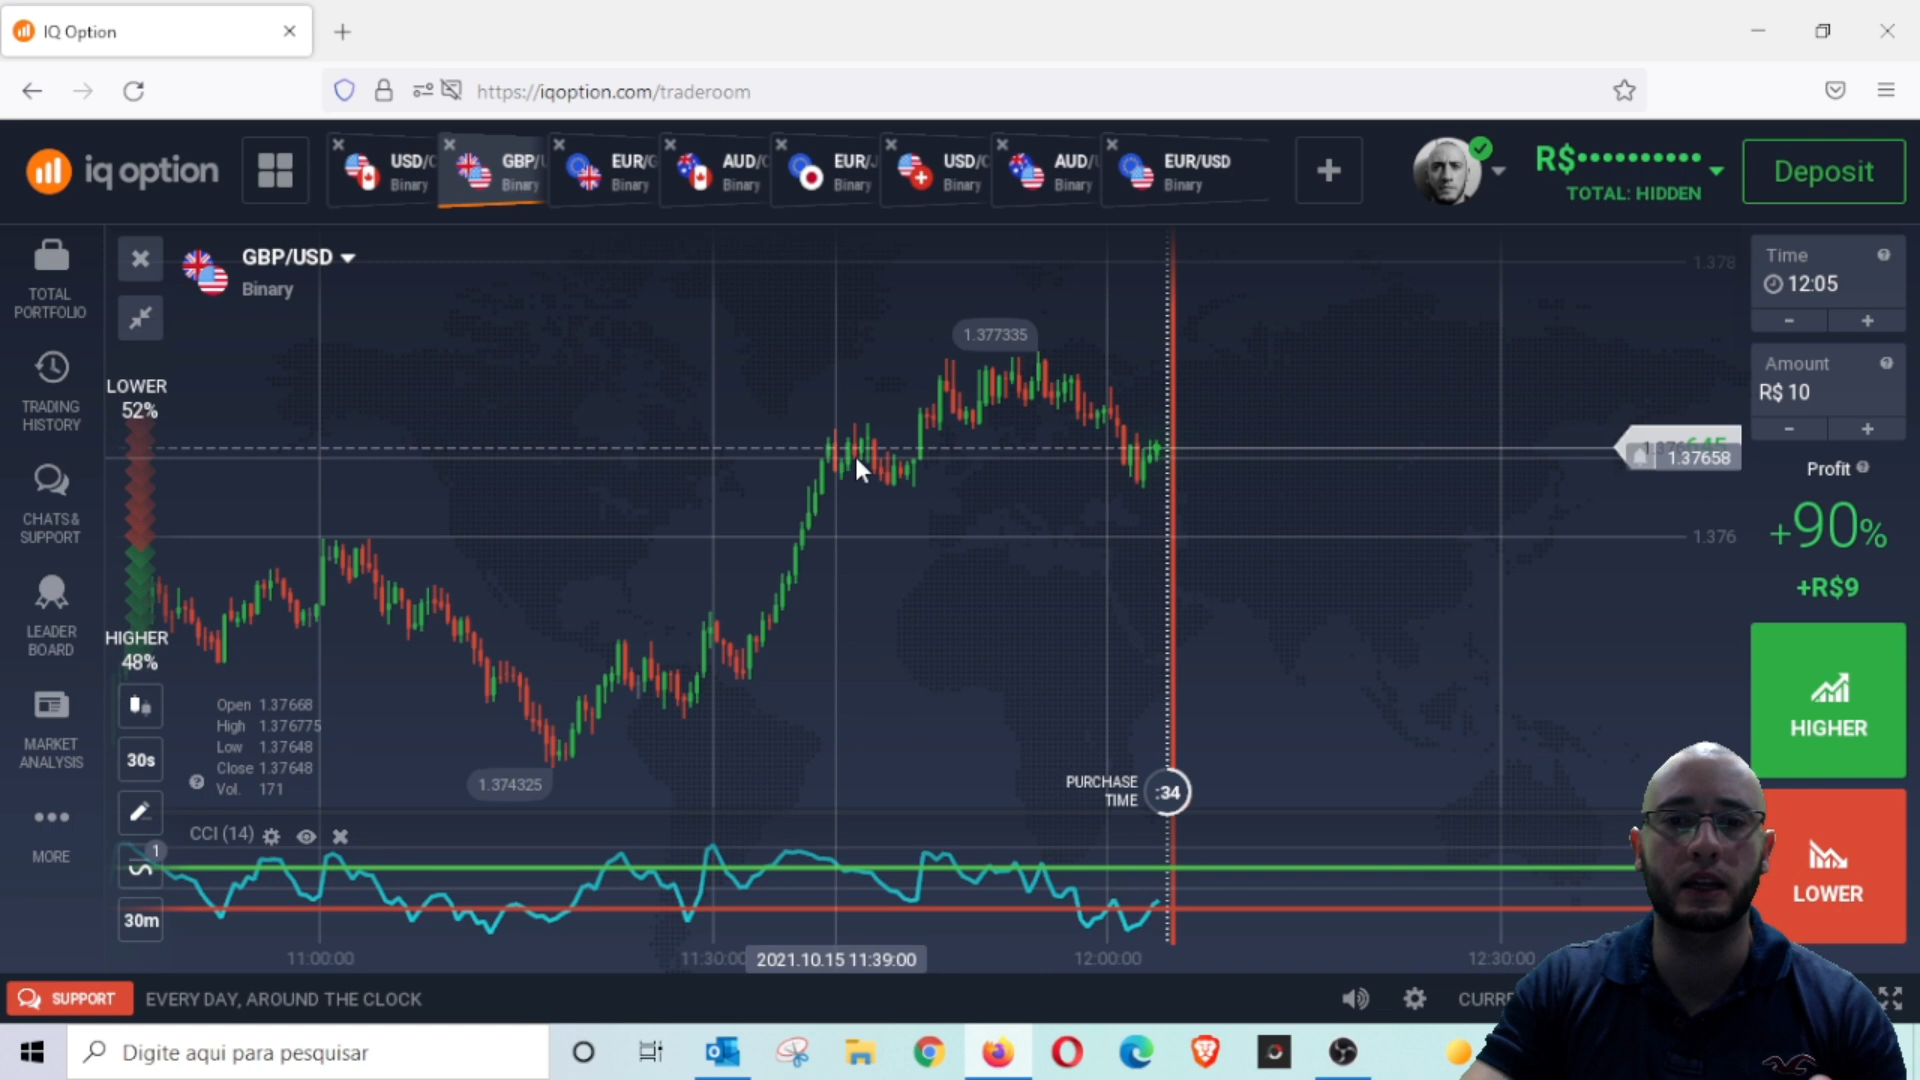 IQ Option
https://iqoption.com/traderoom
iq option
USD/C
Binary
GBP/U
Binary
EUR/G
Binary
AUD/C
Binary
EUR/J
Binary
USD/C
Binary
AUD/U
Binary
EUR/USD
Binary
+
R$••••••••••
TOTAL: HIDDEN
Deposit
TOTAL
PORTFOLIO
TRADING
HISTORY
CHATS &
SUPPORT
LEADER
BOARD
MARKET
ANALYSIS
MORE
GBP/USD
Binary
LOWER
52%
HIGHER
48%
30s
1
30m
Open 1.37668
High 1.376775
Low 1.37648
Close 1.37648
Vol. 171
1.377335
1.374325
1.378
1.37658
1.376
PURCHASE
TIME
:34
CCI (14)
11:00:00
11:30:00
2021.10.15 11:39:00
12:00:00
12:30:00
Time
12:05
- +
Amount
R$ 10
- +
Profit
+90%
+R$9
HIGHER
LOWER
SUPPORT
EVERY DAY, AROUND THE CLOCK
CURRE
Digite aqui para pesquisar